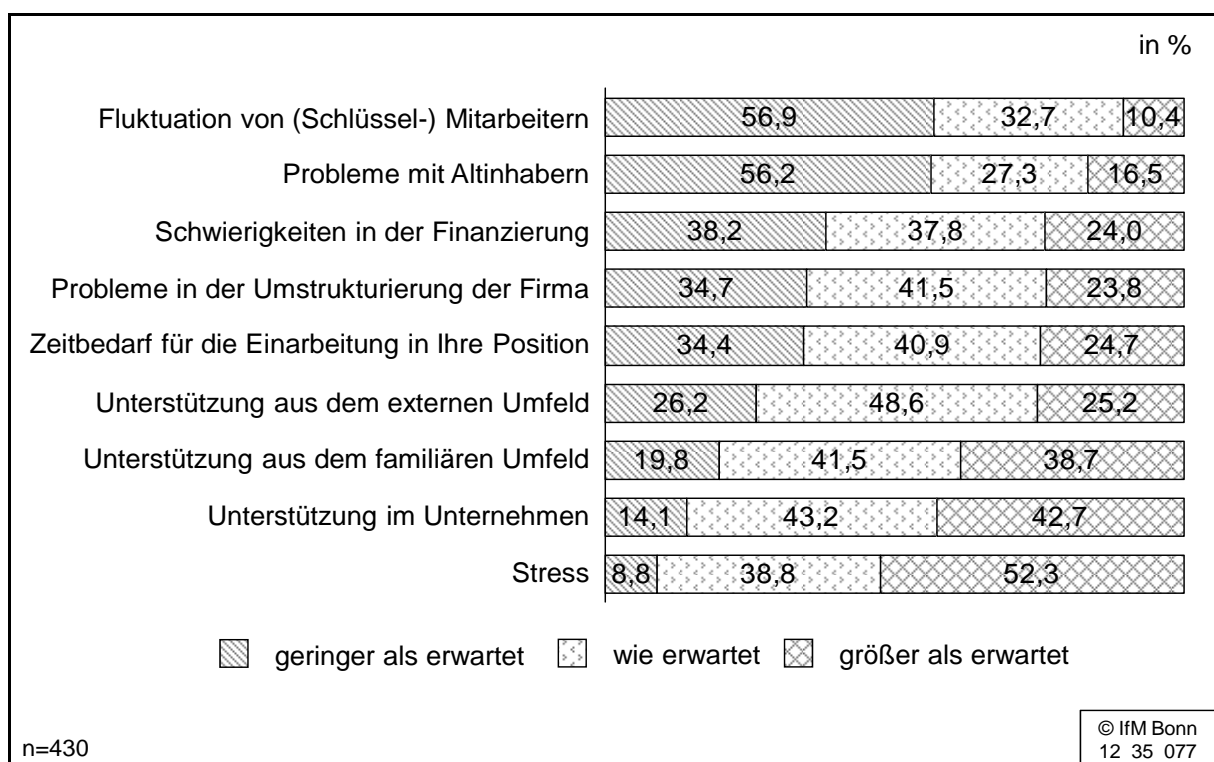 in %
Fluktuation von (Schlüssel-) Mitarbeitern 56,9 32,7 10,4
Probleme mit Altinhabern 56,2 27,3 16,5
Schwierigkeiten in der Finanzierung 38,2 37,8 24,0
Probleme in der Umstrukturierung der Firma 34,7 41,5 23,8
Zeitbedarf für die Einarbeitung in Ihre Position 34,4 40,9 24,7
Unterstützung aus dem externen Umfeld 26,2 48,6 25,2
Unterstützung aus dem familiären Umfeld 19,8 41,5 38,7
Unterstützung im Unternehmen 14,1 43,2 42,7
Stress 8,8 38,8 52,3
geringer als erwartet wie erwartet größer als erwartet
n=430
© IfM Bonn
12 35 077